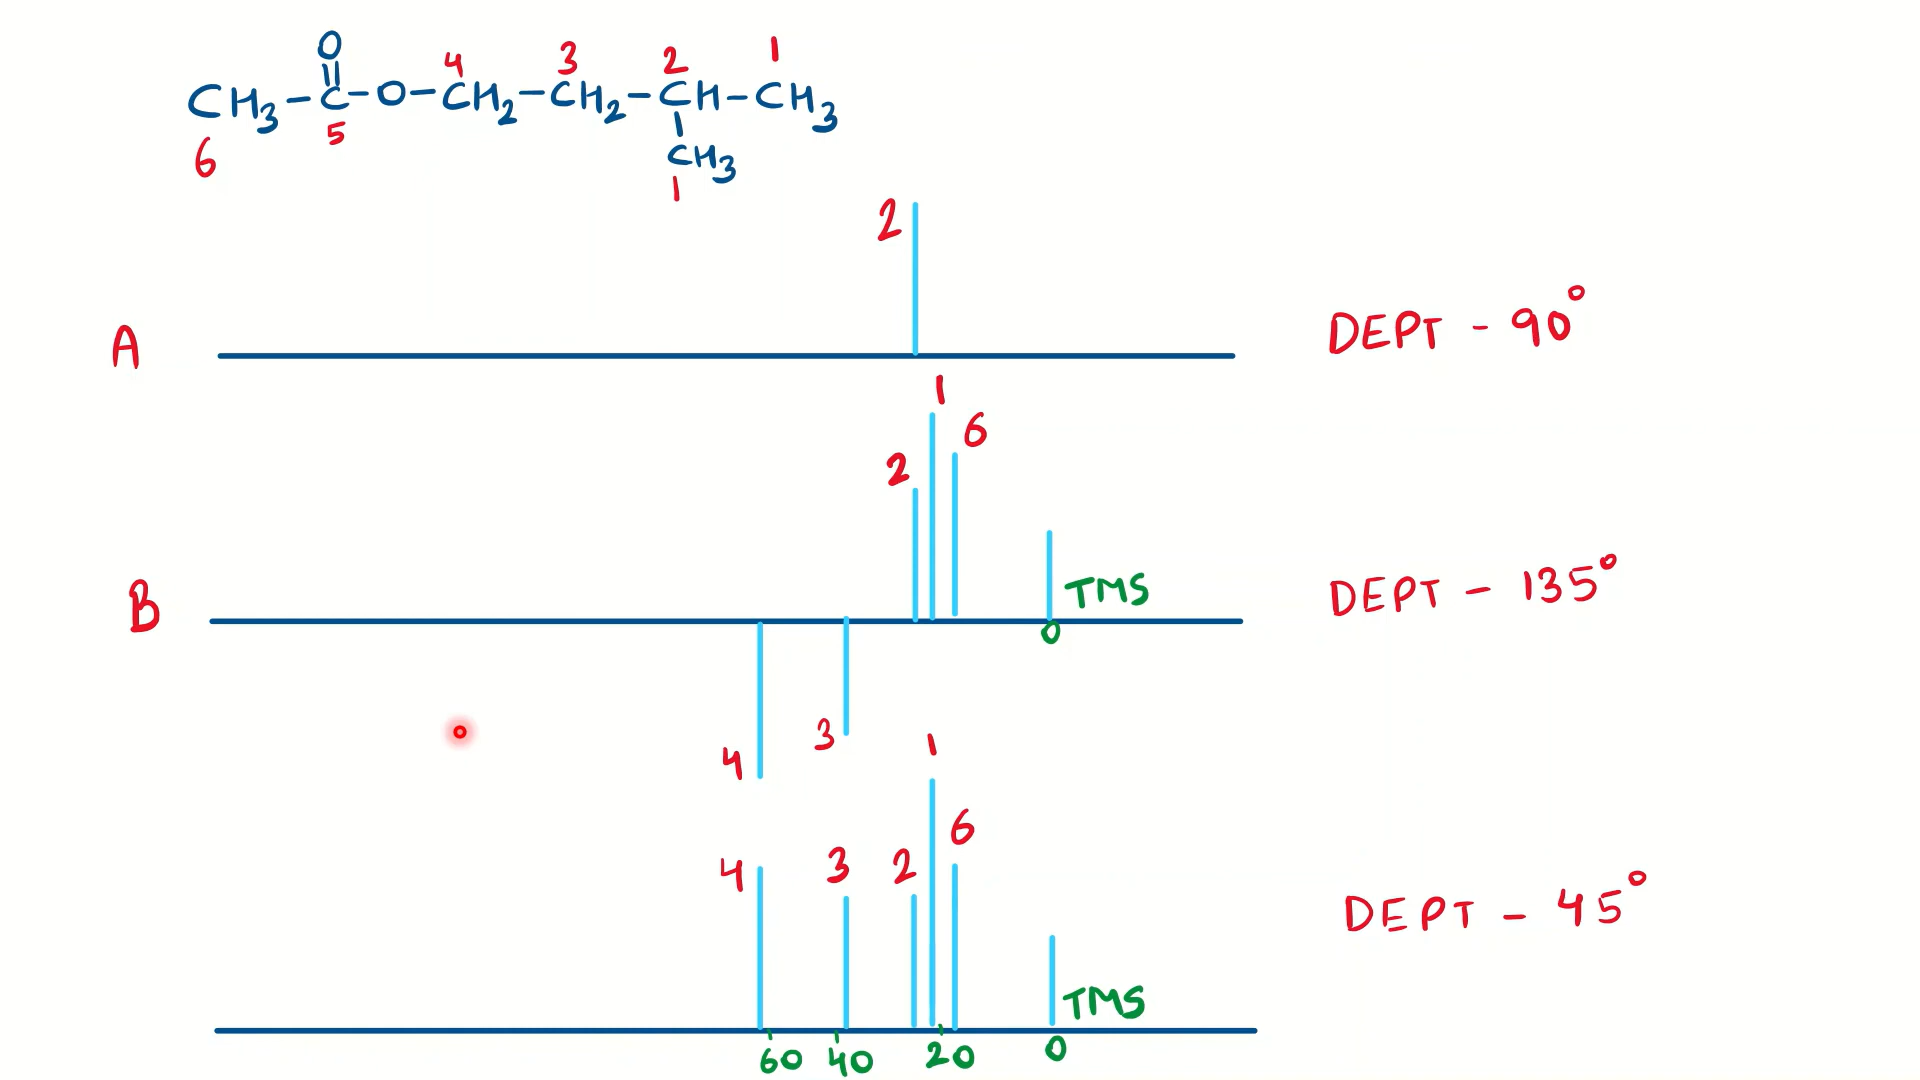 O
4 3 2 1
CH3-C-O-CH2-CH2-CH-CH3
6 5
CH3
1
2
A
DEPT - 90°
1
6
2
TMS
B
0
DEPT - 135°
3
4
1
6
4 3 2
DEPT - 45°
TMS
60 40 20 0